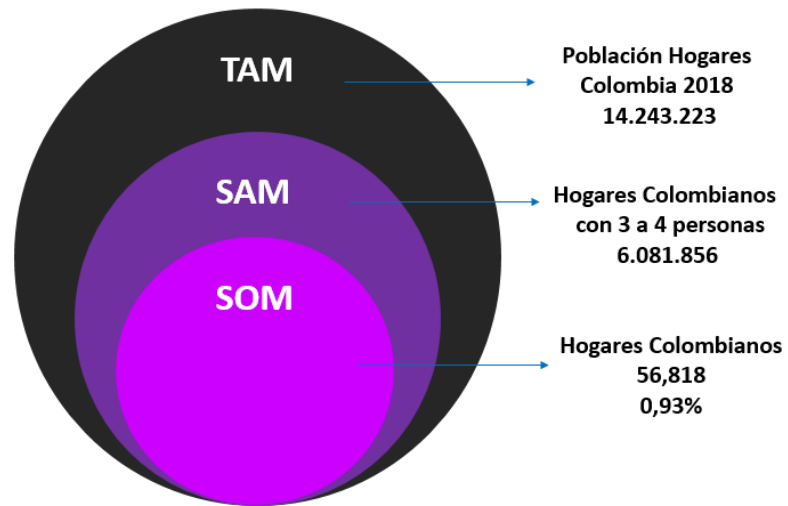 TAM
Población Hogares
Colombia 2018
14.243.223
SAM
Hogares Colombianos
con 3 a 4 personas
6.081.856
SOM
Hogares Colombianos
56,818
0,93%